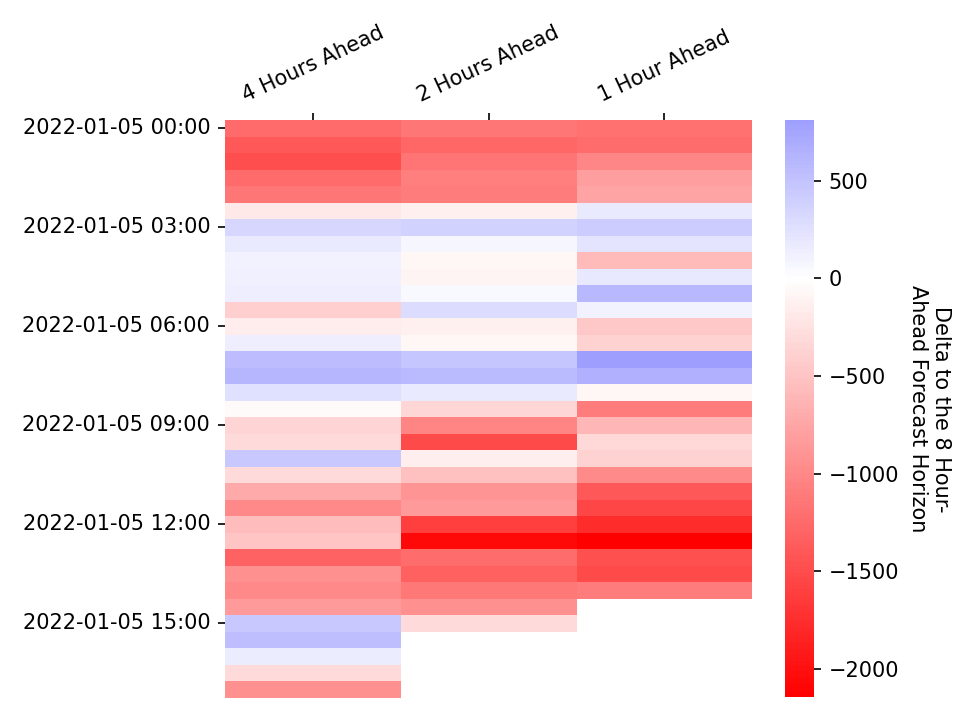 4 Hours Ahead
2 Hours Ahead
1 Hour Ahead
2022-01-05 00:00
2022-01-05 03:00
2022-01-05 06:00
2022-01-05 09:00
2022-01-05 12:00
2022-01-05 15:00
500
0
−500
−1000
−1500
−2000
Delta to the 8 Hour-
Ahead Forecast Horizon